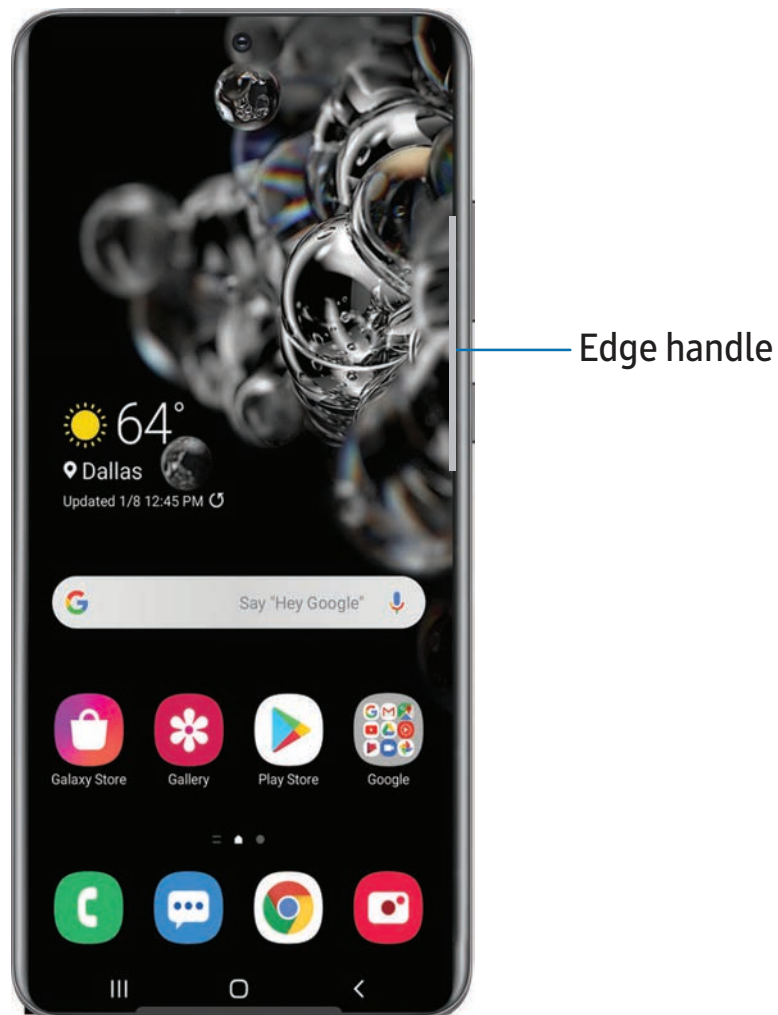 Edge handle
64°
Dallas
Updated 1/8 12:45 PM
Say "Hey Google"
Galaxy Store Gallery Play Store Google